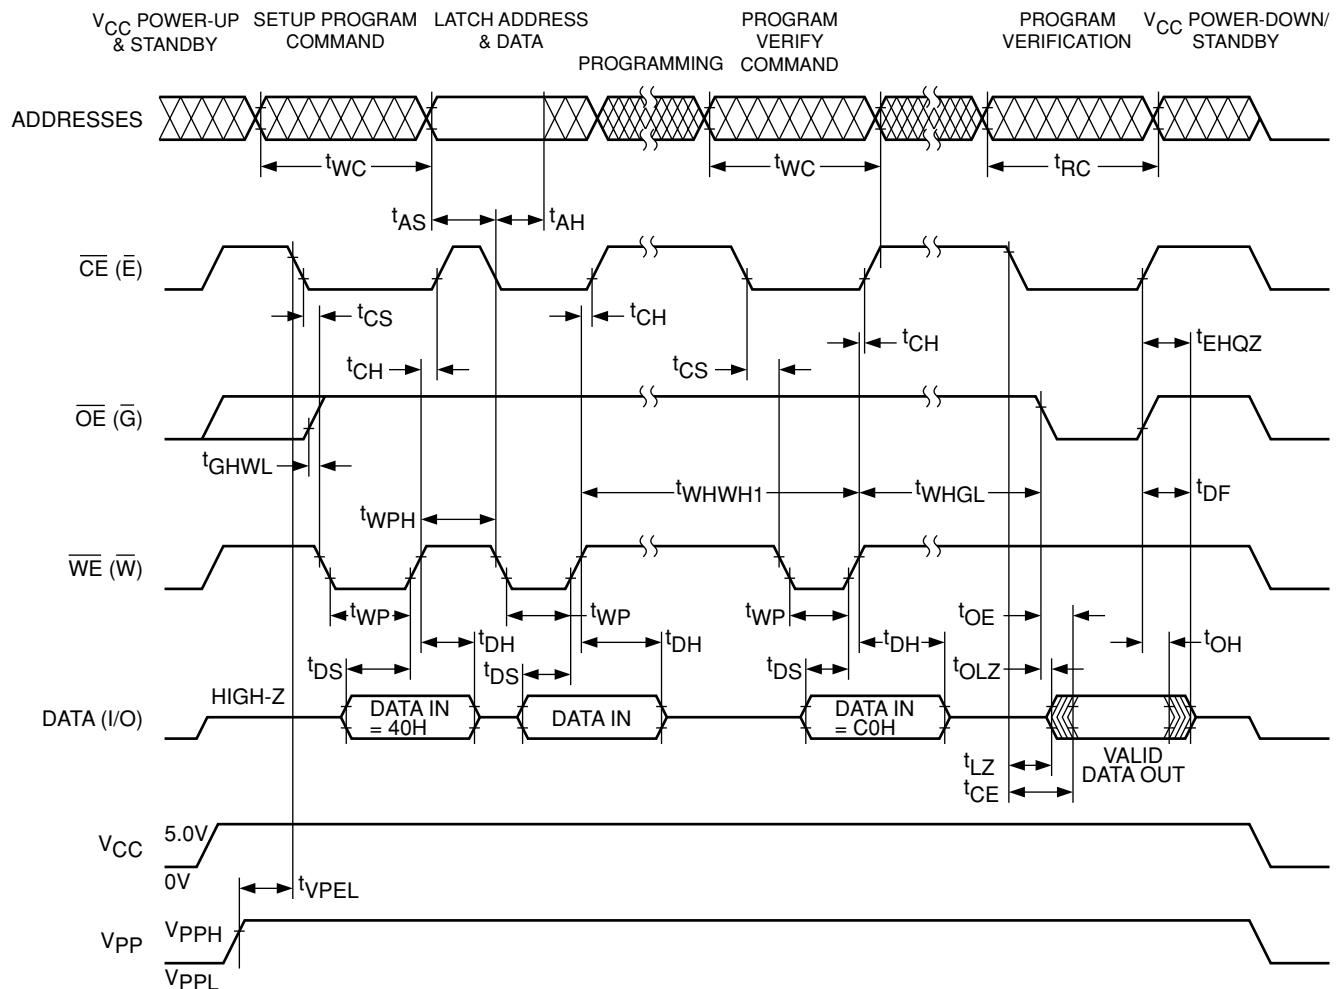 VCC POWER-UP & STANDBY
SETUP PROGRAM COMMAND
LATCH ADDRESS & DATA
PROGRAMMING
PROGRAM VERIFY COMMAND
PROGRAM VERIFICATION
VCC POWER-DOWN/ STANDBY
ADDRESSES
tWC
tWC
tRC
tAS
tAH
CE (E)
tCS
tCH
tCH
tCS
tCH
tEHQZ
OE (G)
tGHWL
tWPH
tWHWH1
tWHGL
tDF
WE (W)
tWP
tWP
tWP
tOE
tDH
tDH
tDH
tOH
tDS
tDS
tDS
tOLZ
DATA (I/O)
HIGH-Z
DATA IN = 40H
DATA IN
DATA IN = C0H
VALID DATA OUT
tLZ
tCE
VCC
5.0V
0V
tVPEL
VPP
VPPH
VPPL